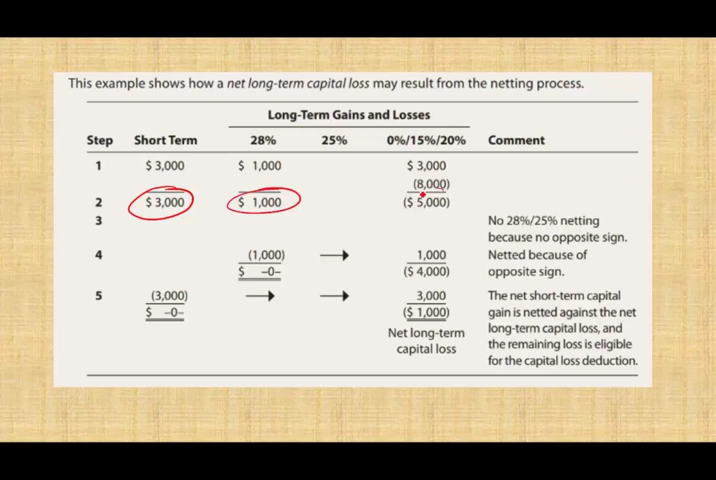 This example shows how a net long-term capital loss may result from the netting process.
Long-Term Gains and Losses
Step Short Term 28% 25% 0%/15%/20% Comment
1 $ 3,000 $ 1,000 $ 3,000
(8,000)
2 $ 3,000 $ 1,000 ($ 5,000)
3 No 28%/25% netting
because no opposite sign.
4 (1,000) → 1,000 Netted because of
$ –0– ($ 4,000) opposite sign.
5 (3,000) → → 3,000 The net short-term capital
$ –0– ($ 1,000) gain is netted against the net
Net long-term long-term capital loss, and
capital loss the remaining loss is eligible
for the capital loss deduction.